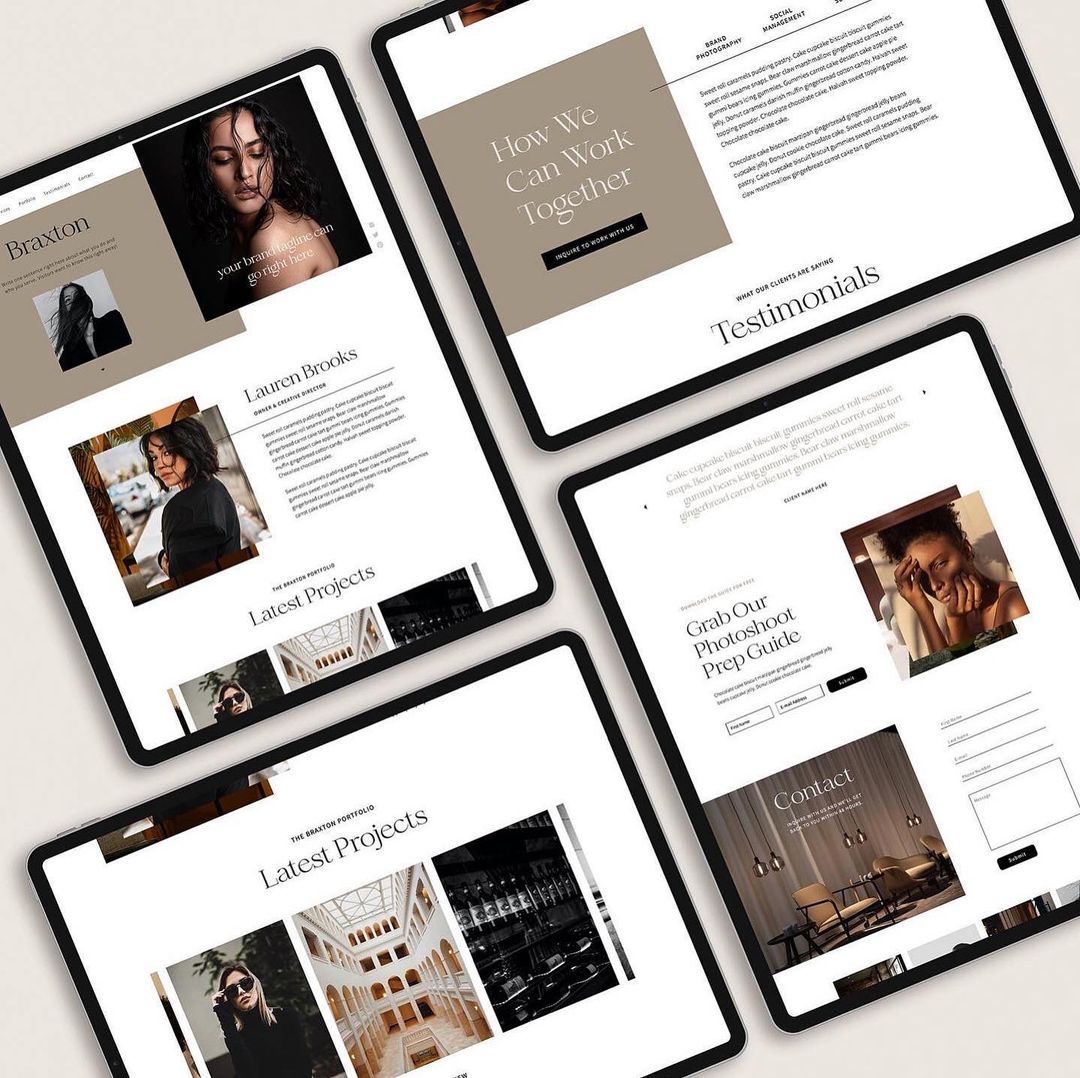 Portfolio
Testimonials
Contact
Braxton
Write one sentence right here about what you do and
who you serve. Visitors want to know this right away!
your brand tagline can
go right here
Lauren Brooks
OWNER & CREATIVE DIRECTOR
Sweet roll caramels pudding pastry. Cake cupcake biscuit biscuit
gummies sweet roll sesame snaps. Bear claw marshmallow
gingerbread carrot cake tart gummi bears icing gummies. Gummies
carrot cake dessert cake apple pie jelly. Donut caramels danish
muffin gingerbread cotton candy. Halvah sweet topping powder.
Chocolate chocolate cake.
Sweet roll caramels pudding pastry. Cake cupcake biscuit biscuit
gummies sweet roll sesame snaps. Bear claw marshmallow
gingerbread carrot cake tart gummi bears icing gummies. Gummies
carrot cake dessert cake apple pie jelly.
THE BRAXTON PORTFOLIO
Latest Projects
BRAND
PHOTOGRAPHY
SOCIAL
MANAGEMENT
How We
Can Work
Together
INQUIRE TO WORK WITH US
Sweet roll caramels pudding pastry. Cake cupcake biscuit biscuit gummies
sweet roll sesame snaps. Bear claw marshmallow gingerbread carrot cake tart
gummi bears icing gummies. Gummies carrot cake dessert cake apple pie
jelly. Donut caramels danish muffin gingerbread cotton candy. Halvah sweet
topping powder. Chocolate chocolate cake. Halvah sweet topping powder.
Chocolate chocolate cake.
Chocolate cake biscuit marzipan gingerbread gingerbread jelly beans
cupcake jelly. Donut cookie chocolate cake. Sweet roll caramels pudding
pastry. Cake cupcake biscuit biscuit gummies sweet roll sesame snaps. Bear
claw marshmallow gingerbread carrot cake tart gummi bears icing gummies.
WHAT OUR CLIENTS ARE SAYING
Testimonials
Cake cupcake biscuit biscuit gummies sweet roll sesame
snaps. Bear claw marshmallow gingerbread carrot cake tart
gummi bears icing gummies. Bear claw marshmallow
gingerbread carrot cake tart gummi bears icing gummies.
CLIENT NAME HERE
DOWNLOAD THE GUIDE FOR FREE
Grab Our
Photoshoot
Prep Guide
Chocolate cake biscuit marzipan gingerbread gingerbread jelly
beans cupcake jelly. Donut cookie chocolate cake.
First Name
E-mail Address
Submit
Contact
INQUIRE WITH US AND WE'LL GET
BACK TO YOU WITHIN 48 HOURS.
First Name
Last Name
E-mail
Phone Number
Message
Submit
THE BRAXTON PORTFOLIO
Latest Projects